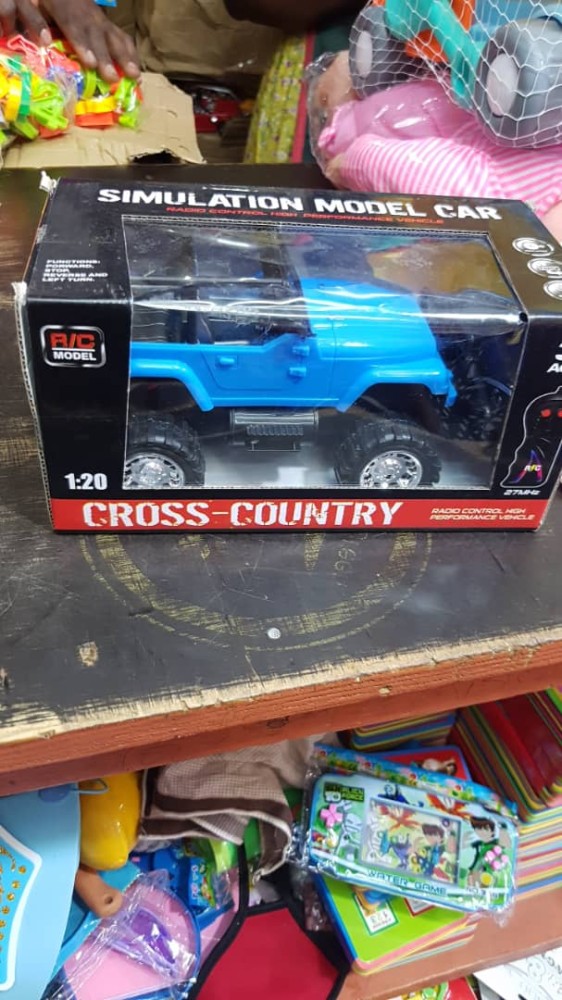 SIMULATION MODEL CAR
RADIO CONTROL HIGH PERFORMANCE VEHICLE
FUNCTIONS:
FORWARD,
STOP,
REVERSE AND
LEFT TURN.
R/C
MODEL
1:20
R/C
27MHz
CROSS-COUNTRY
RADIO CONTROL HIGH
PERFORMANCE VEHICLE
WATER GAME
123